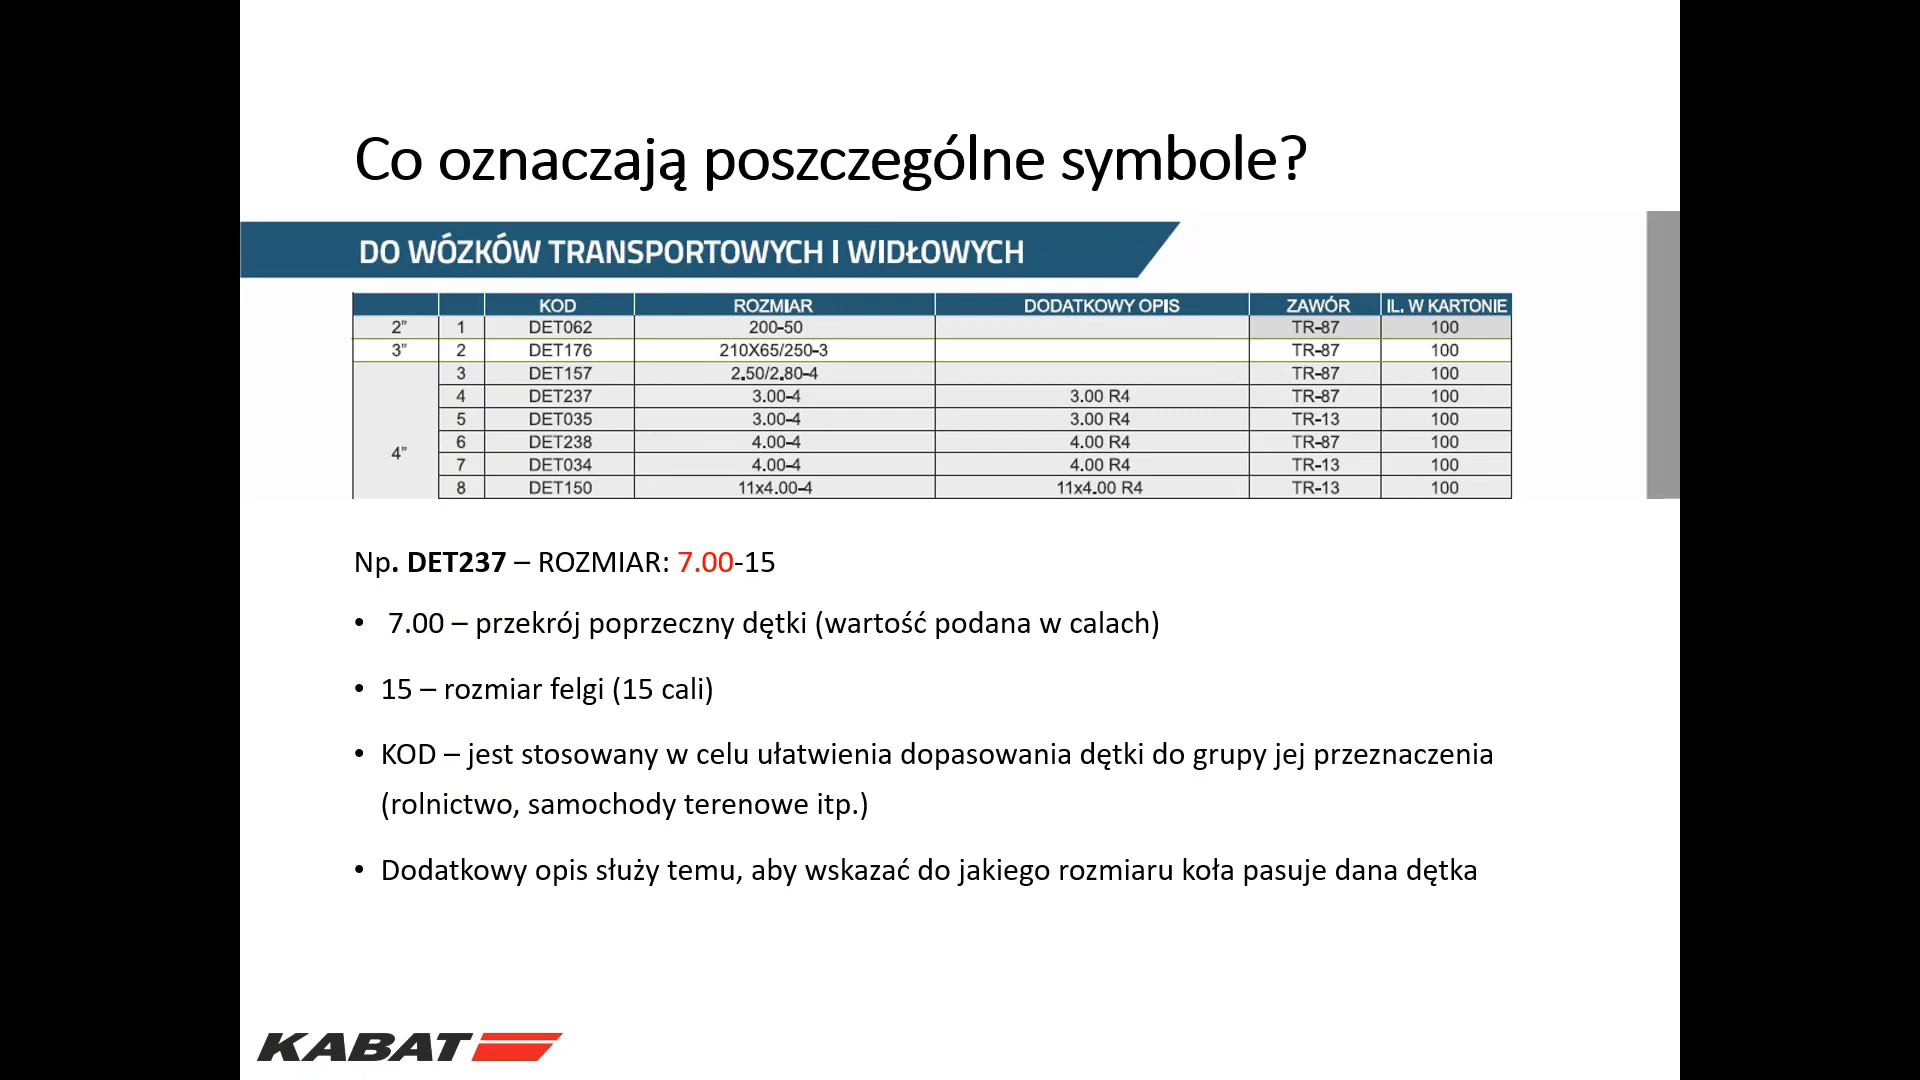 Co oznaczają poszczególne symbole?
DO WÓZKÓW TRANSPORTOWYCH I WIDŁOWYCH
KOD ROZMIAR DODATKOWY OPIS ZAWÓR IL. W KARTONIE
2” 1 DET062 200-50 TR-87 100
3” 2 DET176 210X65/250-3 TR-87 100
3 DET157 2.50/2.80-4 TR-87 100
4 DET237 3.00-4 3.00 R4 TR-87 100
5 DET035 3.00-4 3.00 R4 TR-13 100
4” 6 DET238 4.00-4 4.00 R4 TR-87 100
7 DET034 4.00-4 4.00 R4 TR-13 100
8 DET150 11x4.00-4 11x4.00 R4 TR-13 100
Np. DET237 – ROZMIAR: 7.00-15
• 7.00 – przekrój poprzeczny dętki (wartość podana w calach)
• 15 – rozmiar felgi (15 cali)
• KOD – jest stosowany w celu ułatwienia dopasowania dętki do grupy jej przeznaczenia
(rolnictwo, samochody terenowe itp.)
• Dodatkowy opis służy temu, aby wskazać do jakiego rozmiaru koła pasuje dana dętka
KABAT